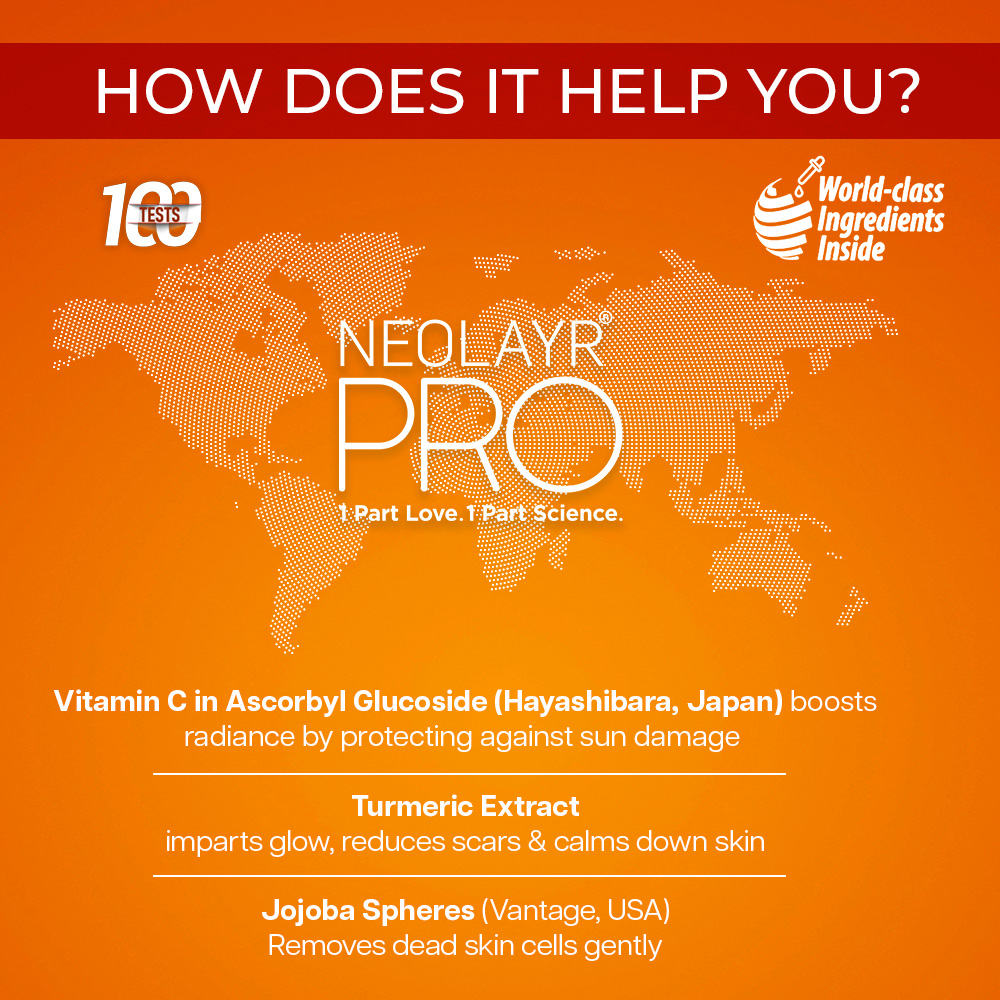 HOW DOES IT HELP YOU?
100
TESTS
World-class
Ingredients
Inside
NEOLAYR®
PRO
1 Part Love.1 Part Science.
Vitamin C in Ascorbyl Glucoside (Hayashibara, Japan) boosts
radiance by protecting against sun damage
Turmeric Extract
imparts glow, reduces scars & calms down skin
Jojoba Spheres (Vantage, USA)
Removes dead skin cells gently